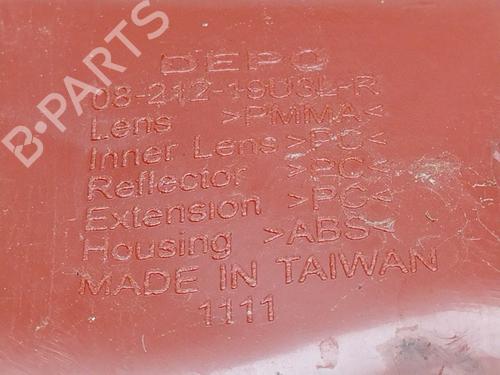 B-PARTS
DEPO
08-212-19U3L-R
Lens >PMMA<
Inner Lens >PC<
Reflector >PC<
Extension >PC<
Housing >ABS<
MADE IN TAIWAN
1111